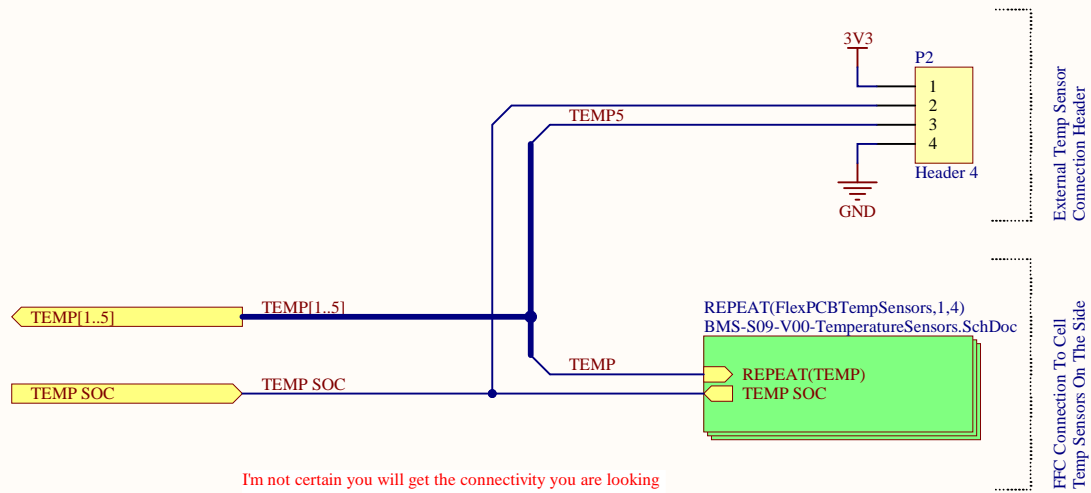 3V3
P2
1
2
TEMP5
3
4
Header 4
GND
External Temp Sensor
Connection Header
TEMP[1..5]
TEMP[1..5]
REPEAT(FlexPCBTempSensors,1,4)
BMS-S09-V00-TemperatureSensors.SchDoc
TEMP
REPEAT(TEMP)
TEMP SOC
TEMP SOC
TEMP SOC
FFC Connection To Cell
Temp Sensors On The Side
I'm not certain you will get the connectivity you are looking